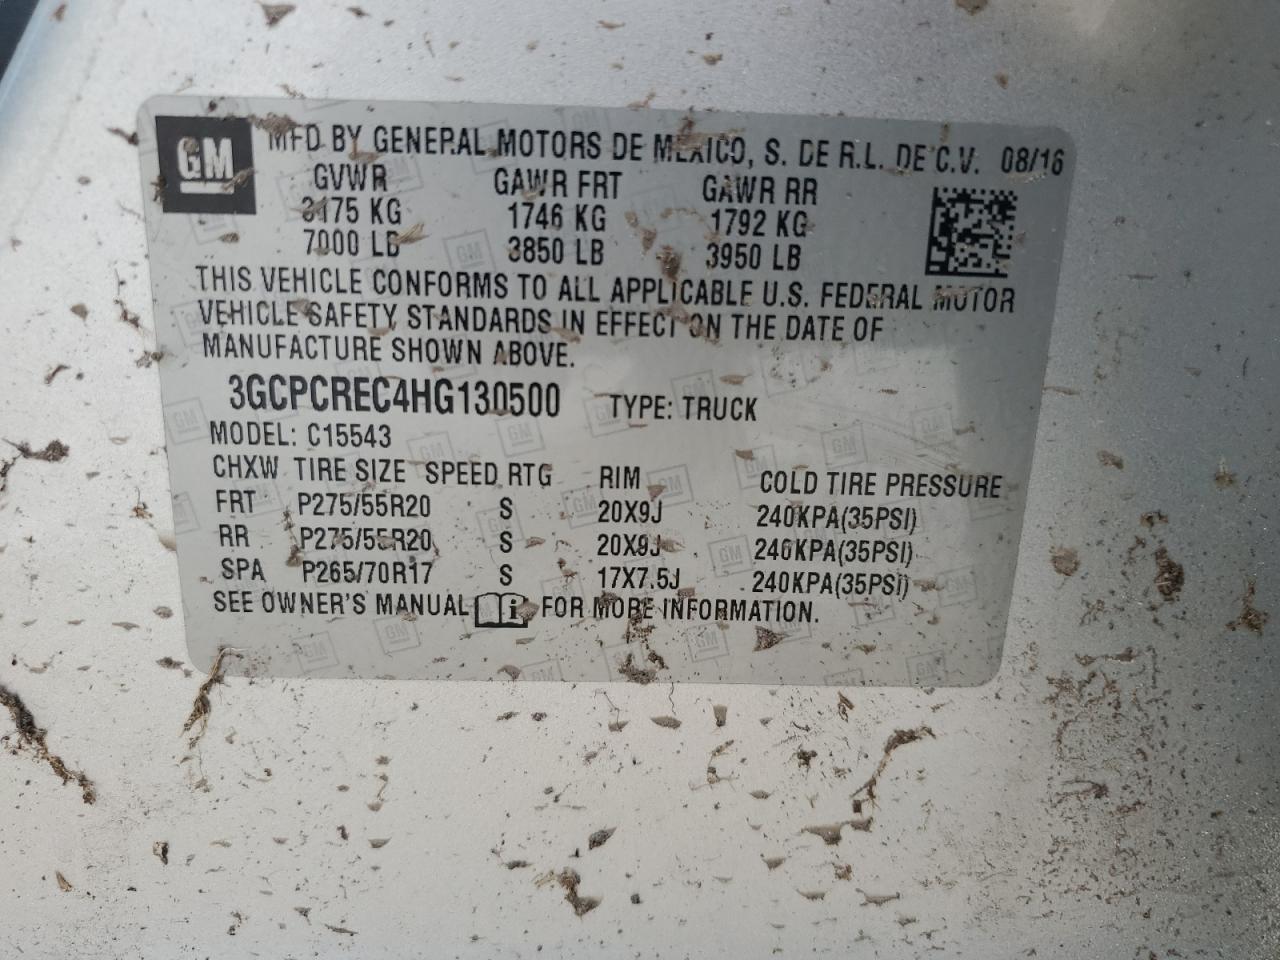 GM MFD BY GENERAL MOTORS DE MEXICO, S. DE R.L. DE C.V. 08/16
GVWR GAWR FRT GAWR RR
3175 KG 1746 KG 1792 KG
7000 LB 3850 LB 3950 LB
THIS VEHICLE CONFORMS TO ALL APPLICABLE U.S. FEDERAL MOTOR
VEHICLE SAFETY STANDARDS IN EFFECT ON THE DATE OF
MANUFACTURE SHOWN ABOVE.
3GCPCREC4HG130500 TYPE: TRUCK
MODEL: C15543
CHXW TIRE SIZE SPEED RTG RIM COLD TIRE PRESSURE
FRT P275/55R20 S 20X9J 240KPA(35PSI)
RR P275/55R20 S 20X9J 240KPA(35PSI)
SPA P265/70R17 S 17X7.5J 240KPA(35PSI)
SEE OWNER'S MANUAL i FOR MORE INFORMATION.